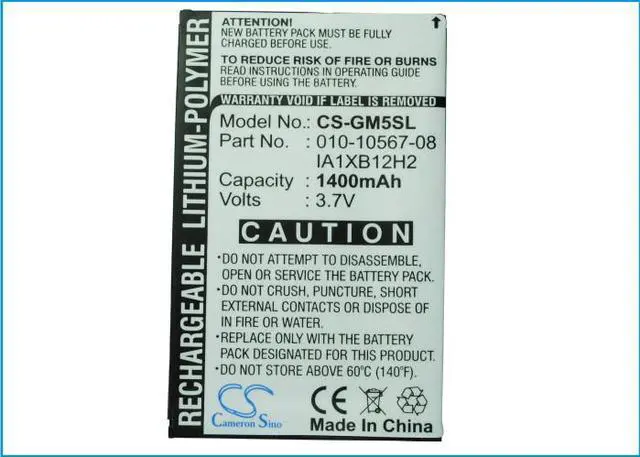 RECHARGEABLE LITHIUM-POLYMER
ATTENTION!
NEW BATTERY PACK MUST BE FULLY
CHARGED BEFORE INITIAL USE.
TO REDUCE RISK OF FIRE OR BURNS
READ INSTRUCTIONS IN OPERATING GUIDE
BEFORE USING BATTERY
WARRANTY VOID IF LABEL REMOVED
Model No.: CS-GM5SL
Part No. : 010-10567-08
IA1XB12H2
Capacity : 1400mAh
Volts : 3.7V
CAUTION
•DO NOT ATTEMPT TO DISASSEMBLE,
OPEN OR SERVICE THE BATTERY PACK.
•DO NOT CRUSH, PUNCTURE, SHORT
EXTERNAL CONTACTS OR DISPOSE OF
IN FIRE OR WATER.
•REPLACE ONLY WITH THE BATTERY
PACK DESIGNATED FOR THIS PRODUCT.
•DO NOT EXPOSE OVER 60℃ (140℉)
CS
Cameron Sino
CE
Made In China